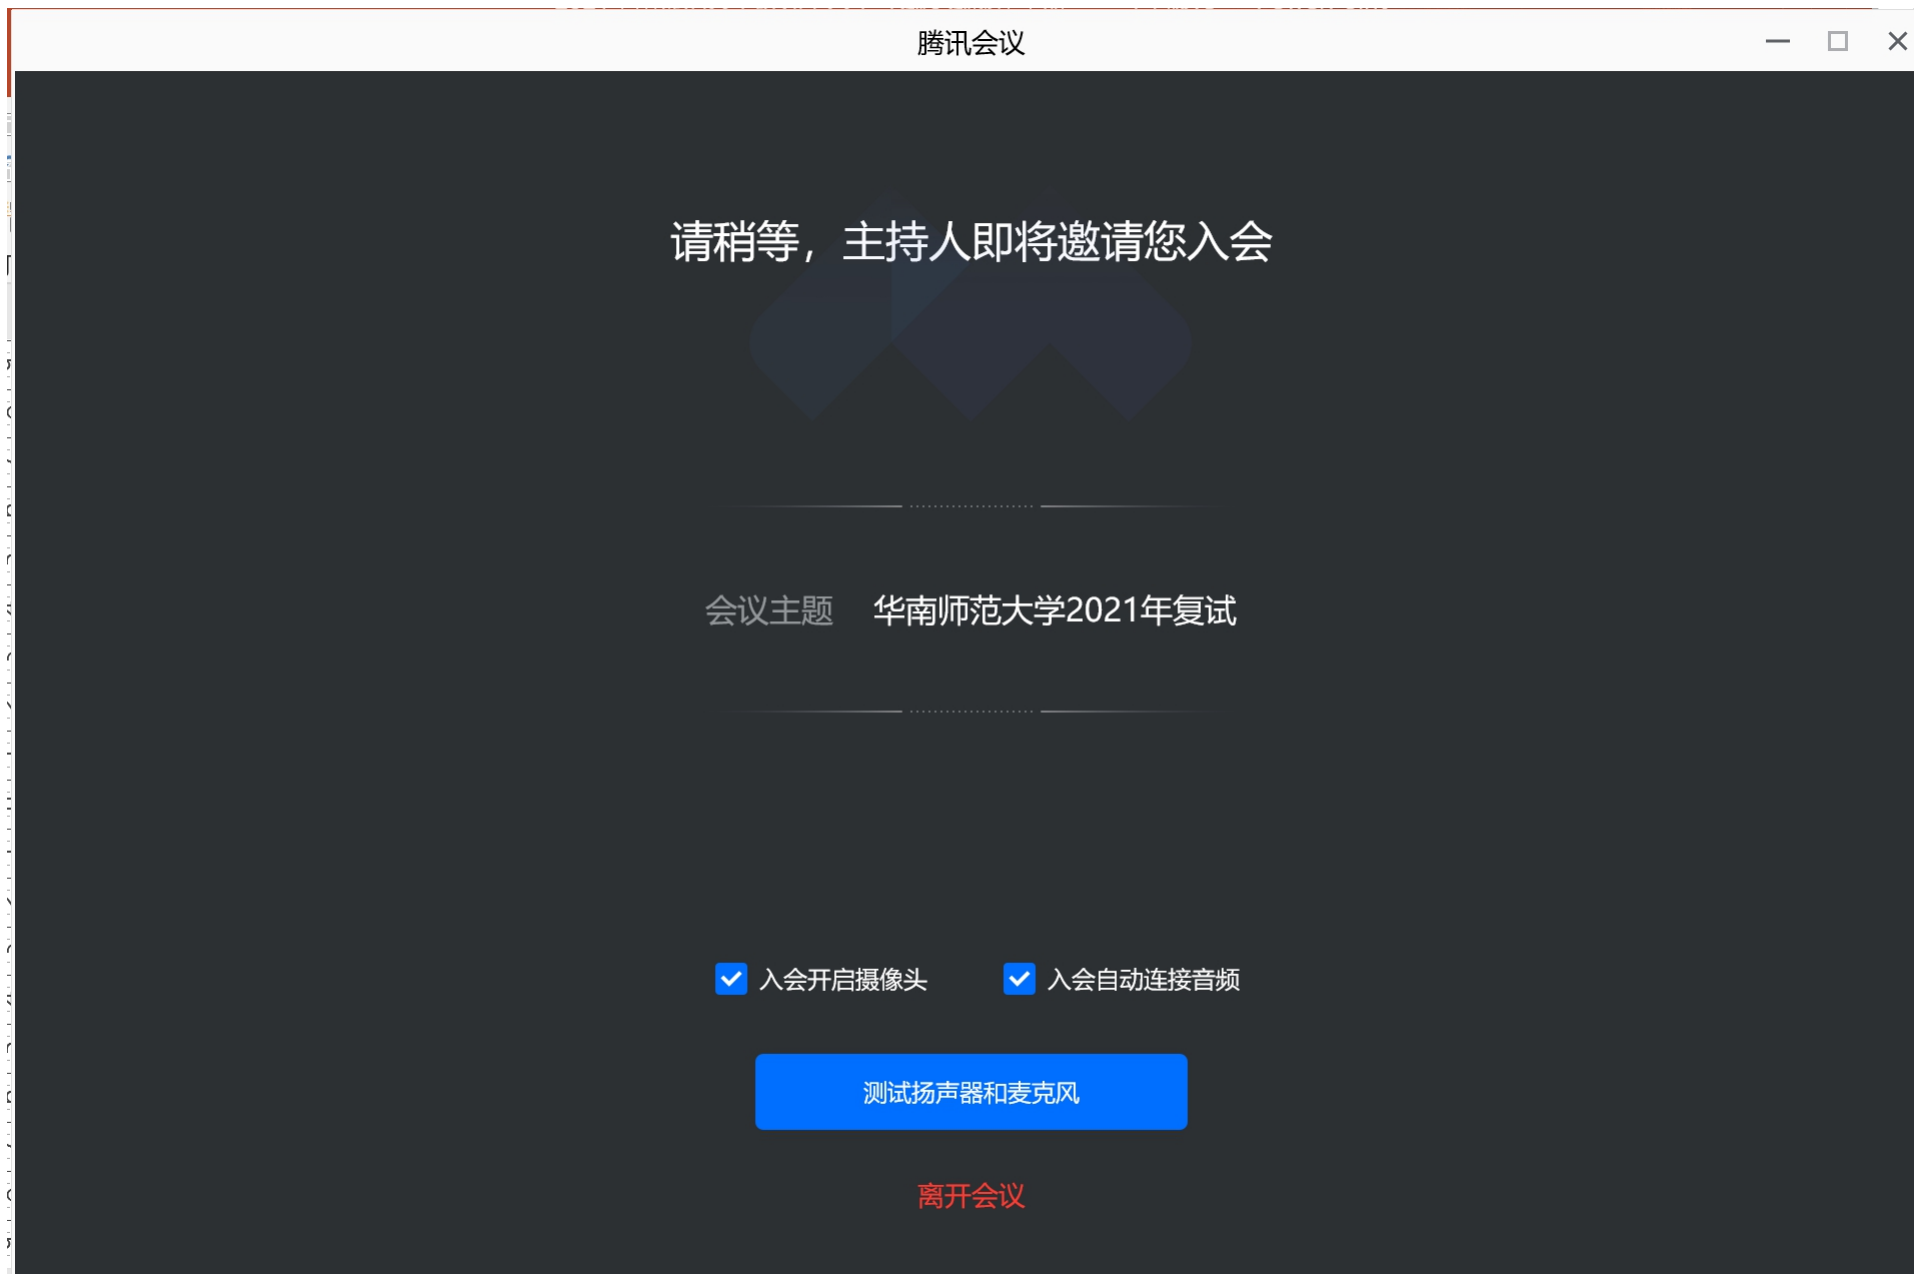 腾讯会议
请稍等，主持人即将邀请您入会
会议主题 华南师范大学2021年复试
入会开启摄像头 入会自动连接音频
测试扬声器和麦克风
离开会议